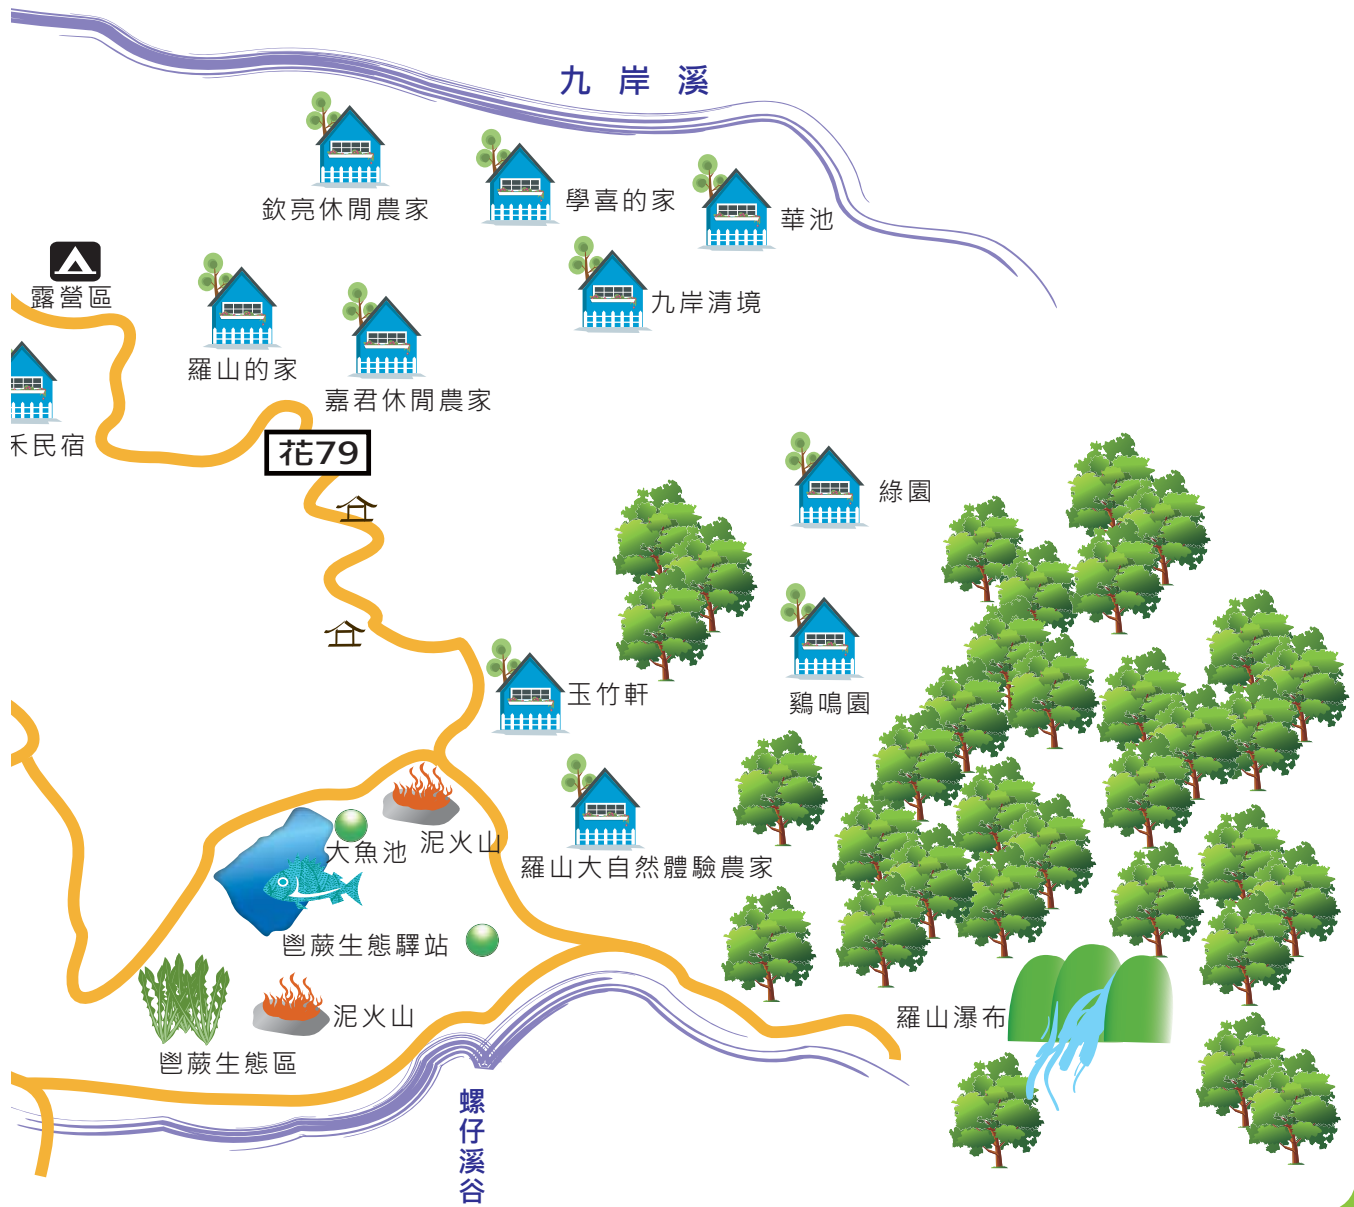 九岸溪
欽亮休閒農家
學喜的家
華池
露營區
九岸清境
羅山的家
嘉君休閒農家
禾民宿
花79
綠園
玉竹軒
鷄鳴園
大魚池
泥火山
羅山大自然體驗農家
鬯蕨生態驛站
羅山瀑布
泥火山
鬯蕨生態區
螺仔溪谷